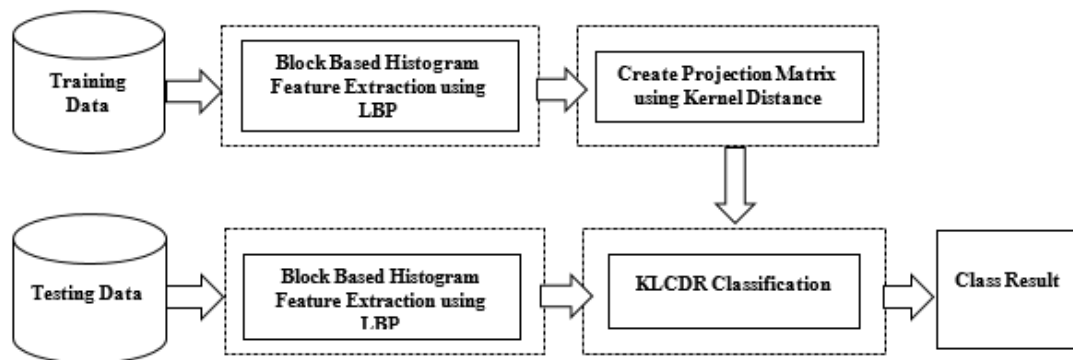 Training
Data
Block Based Histogram
Feature Extraction using
LBP
Create Projection Matrix
using Kernel Distance
Testing Data
Block Based Histogram
Feature Extraction using
LBP
KLCDR Classification
Class Result